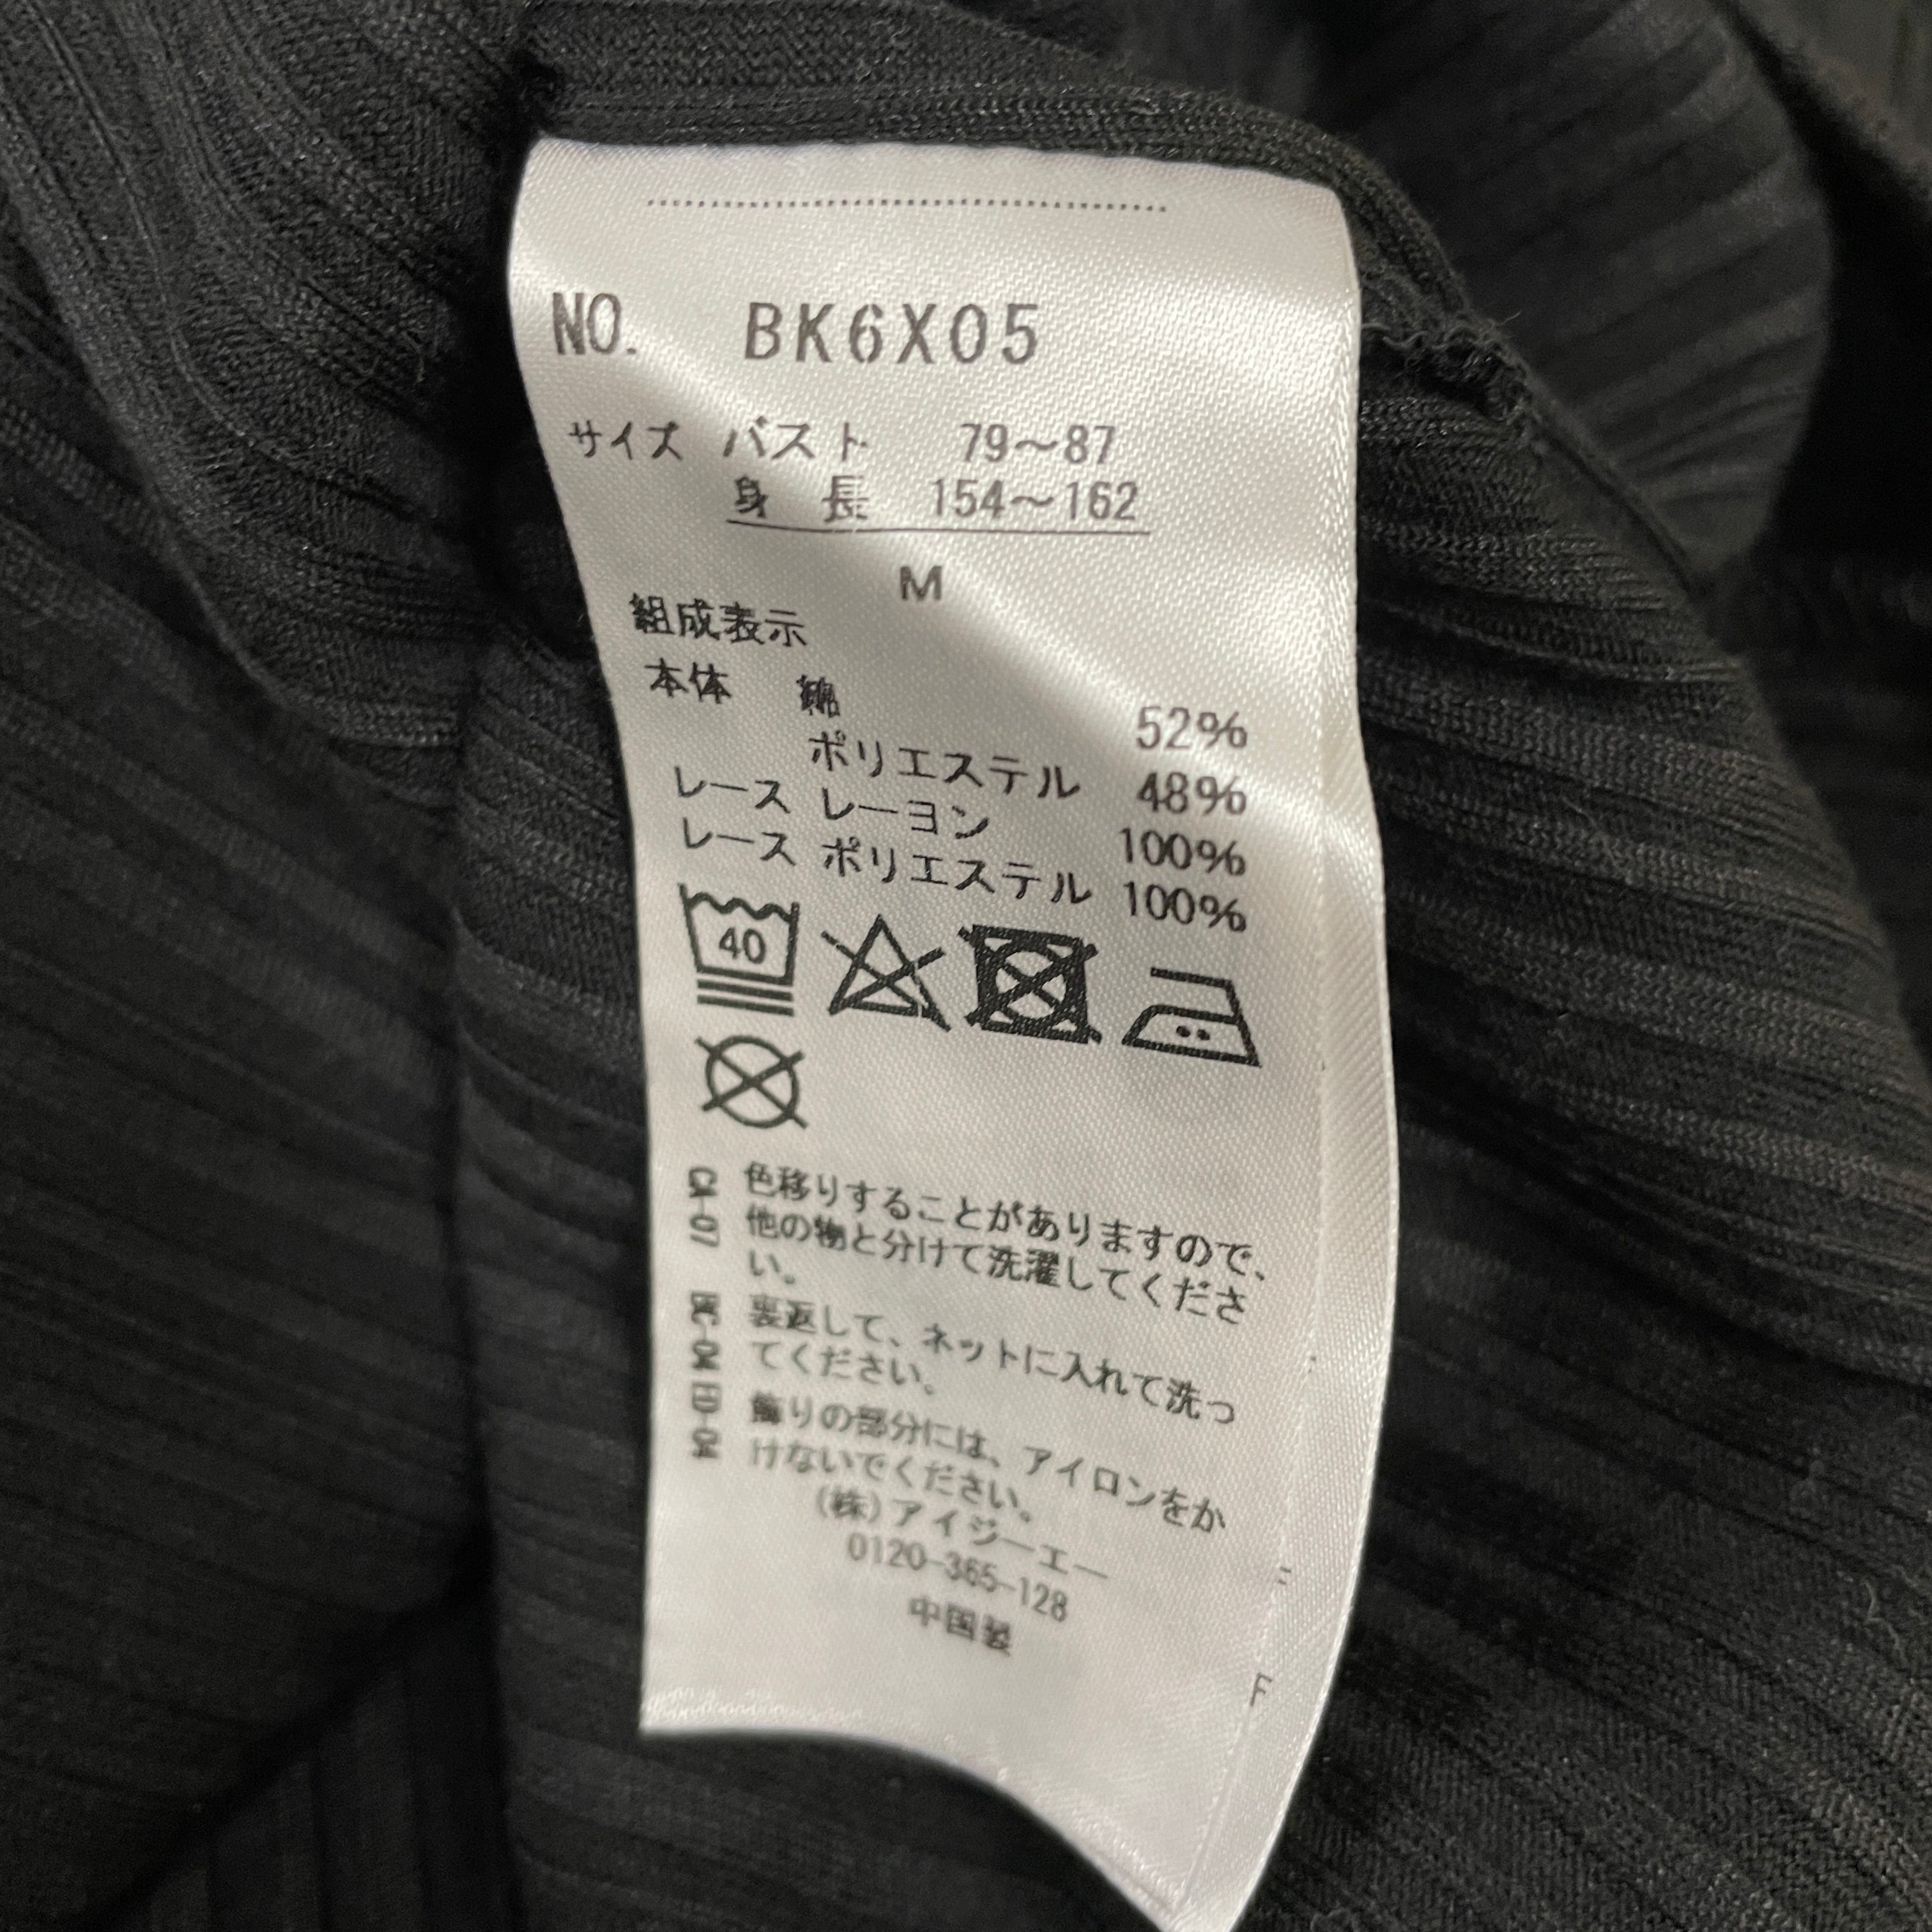 NO. BK6X05
サイズ バスト 79～87
身長 154～162
M
組成表示
本体 綿 52%
ポリエステル 48%
レース レーヨン 100%
レース ポリエステル 100%
40
CA-07 色移りすることがありますので、
他の物と分けて洗濯してくださ
い。
BC-04 裏返して、ネットに入れて洗っ
てください。
ED-04 飾りの部分には、アイロンをか
けないでください。
(株)アイジーエー
0120-365-128
中国製
F